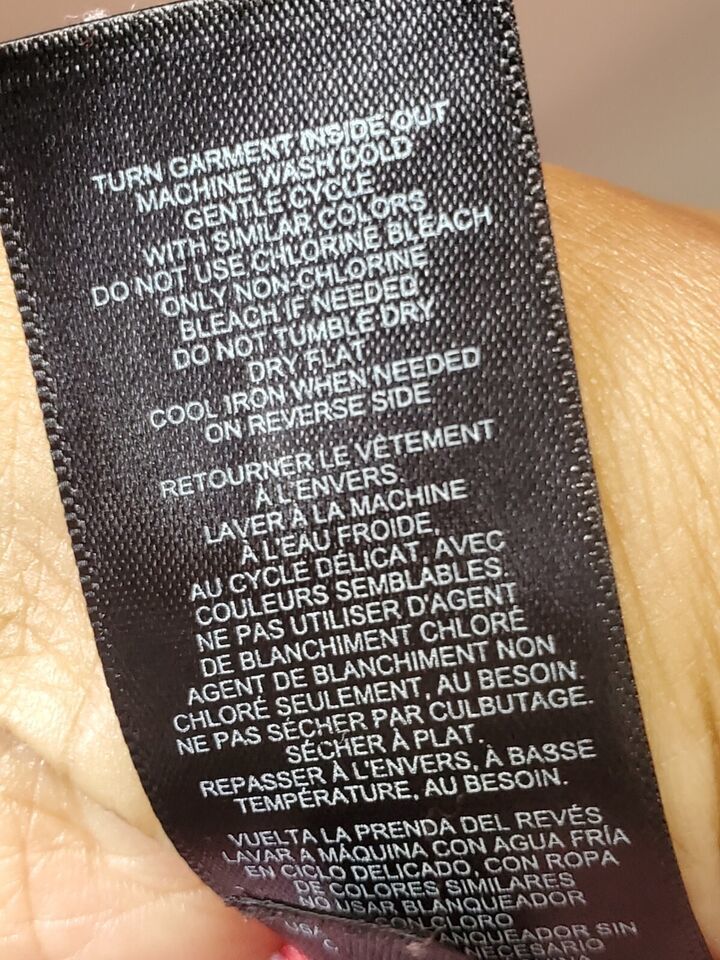 TURN GARMENT INSIDE OUT
MACHINE WASH COLD
GENTLE CYCLE
WITH SIMILAR COLORS
DO NOT USE CHLORINE BLEACH
ONLY NON-CHLORINE
BLEACH IF NEEDED
DO NOT TUMBLE DRY
DRY FLAT
COOL IRON WHEN NEEDED
ON REVERSE SIDE
RETOURNER LE VÊTEMENT
À L'ENVERS
LAVER À LA MACHINE
À L'EAU FROIDE,
AU CYCLE DÉLICAT, AVEC
COULEURS SEMBLABLES.
NE PAS UTILISER D'AGENT
DE BLANCHIMENT CHLORÉ
AGENT DE BLANCHIMENT NON
CHLORÉ SEULEMENT, AU BESOIN.
NE PAS SÉCHER PAR CULBUTAGE.
SÉCHER À PLAT.
REPASSER À L'ENVERS, À BASSE
TEMPÉRATURE, AU BESOIN.
VUELTA LA PRENDA DEL REVÉS
LAVAR A MÁQUINA CON AGUA FRÍA
EN CICLO DELICADO, CON ROPA
DE COLORES SIMILARES
NO USAR BLANQUEADOR
CON CLORO
SIN